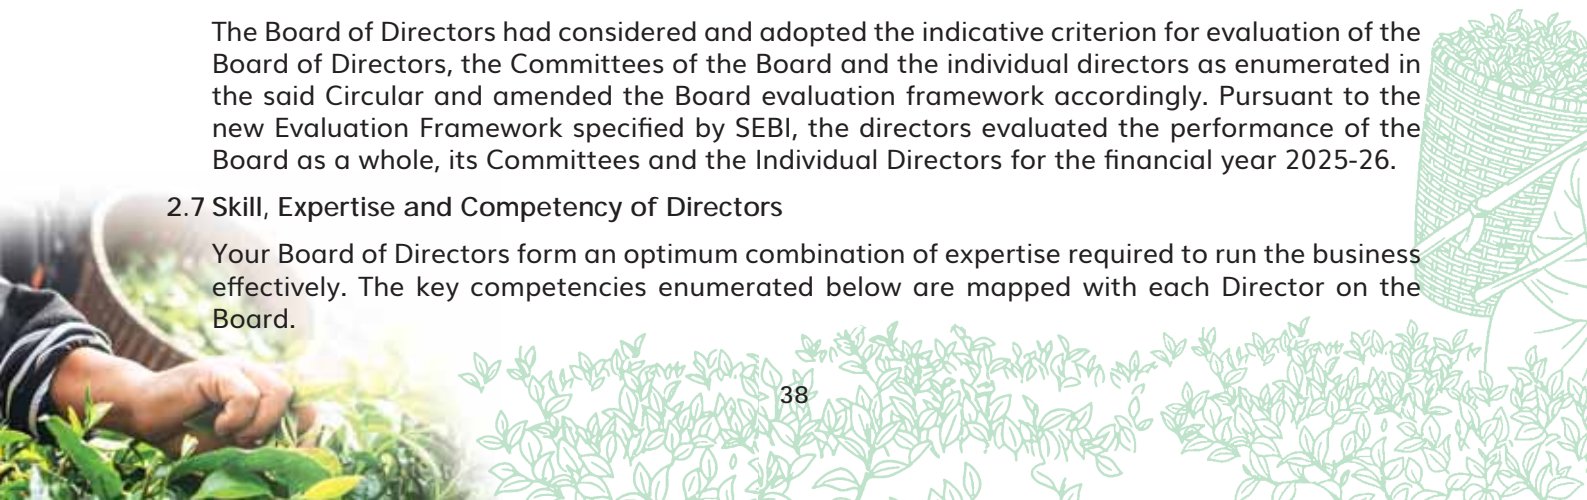 The Board of Directors had considered and adopted the indicative criterion for evaluation of the
Board of Directors, the Committees of the Board and the individual directors as enumerated in
the said Circular and amended the Board evaluation framework accordingly. Pursuant to the
new Evaluation Framework specified by SEBI, the directors evaluated the performance of the
Board as a whole, its Committees and the Individual Directors for the financial year 2025-26.
2.7 Skill, Expertise and Competency of Directors
Your Board of Directors form an optimum combination of expertise required to run the business
effectively. The key competencies enumerated below are mapped with each Director on the
Board.
38